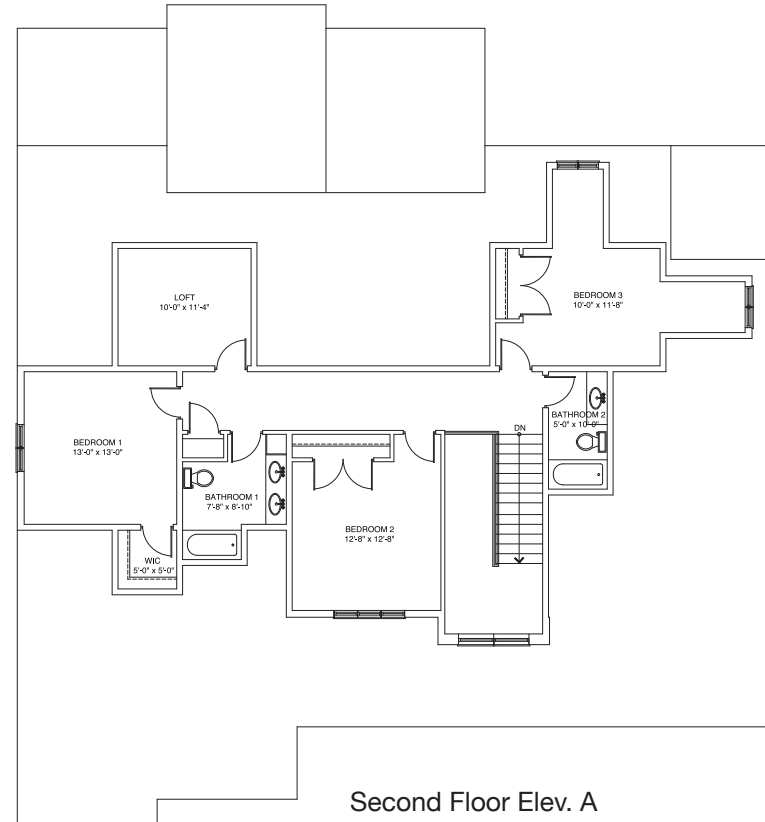 LOFT
10'-0" x 11'-4"
BEDROOM 3
10'-0" x 11'-8"
BEDROOM 1
13'-0" x 13'-0"
BATHROOM 2
5'-0" x 10'-0"
DN
BATHROOM 1
7'-8" x 8'-10"
BEDROOM 2
12'-8" x 12'-8"
WIC
5'-0" x 5'-0"
Second Floor Elev. A